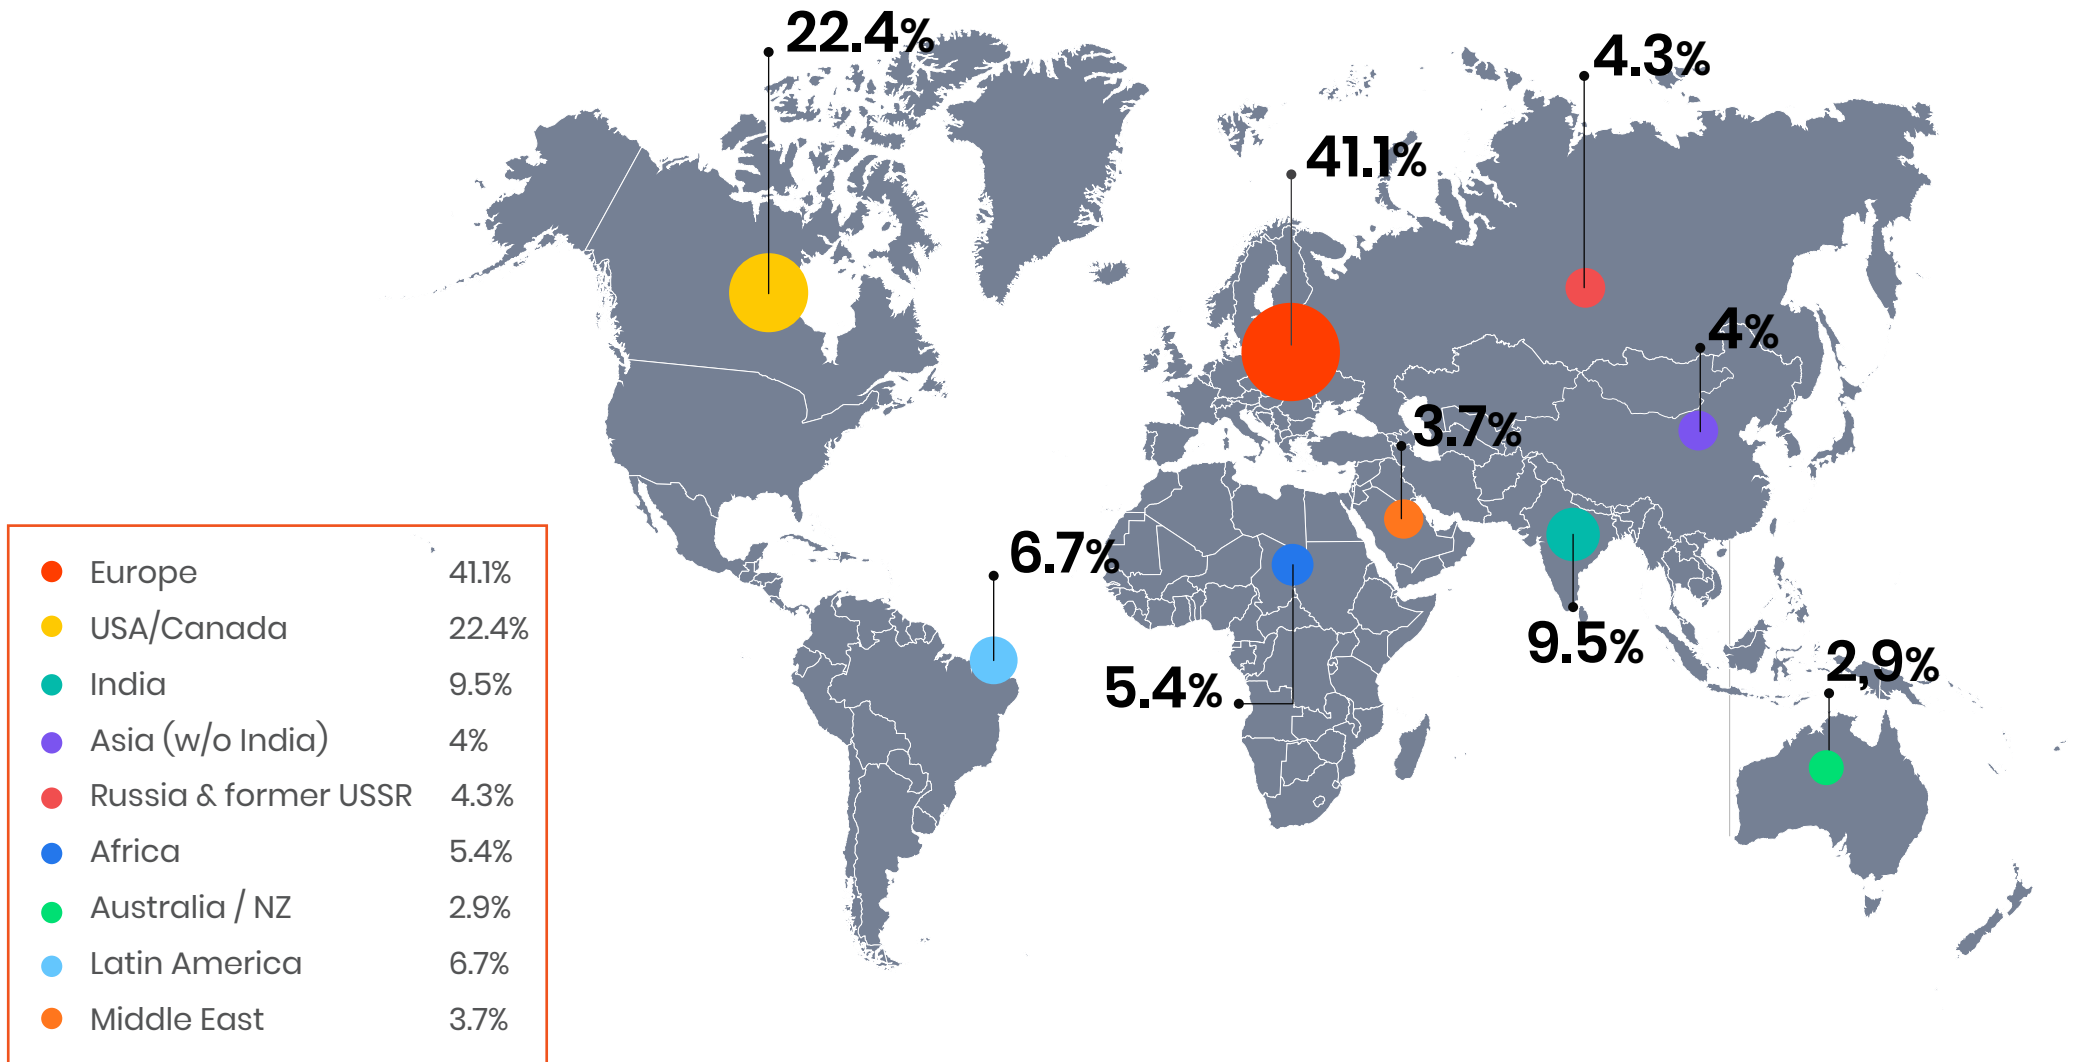 22.4%
4.3%
41.1%
4%
3.7%
6.7%
5.4%
9.5%
2,9%
Europe 41.1%
USA/Canada 22.4%
India 9.5%
Asia (w/o India) 4%
Russia & former USSR 4.3%
Africa 5.4%
Australia / NZ 2.9%
Latin America 6.7%
Middle East 3.7%